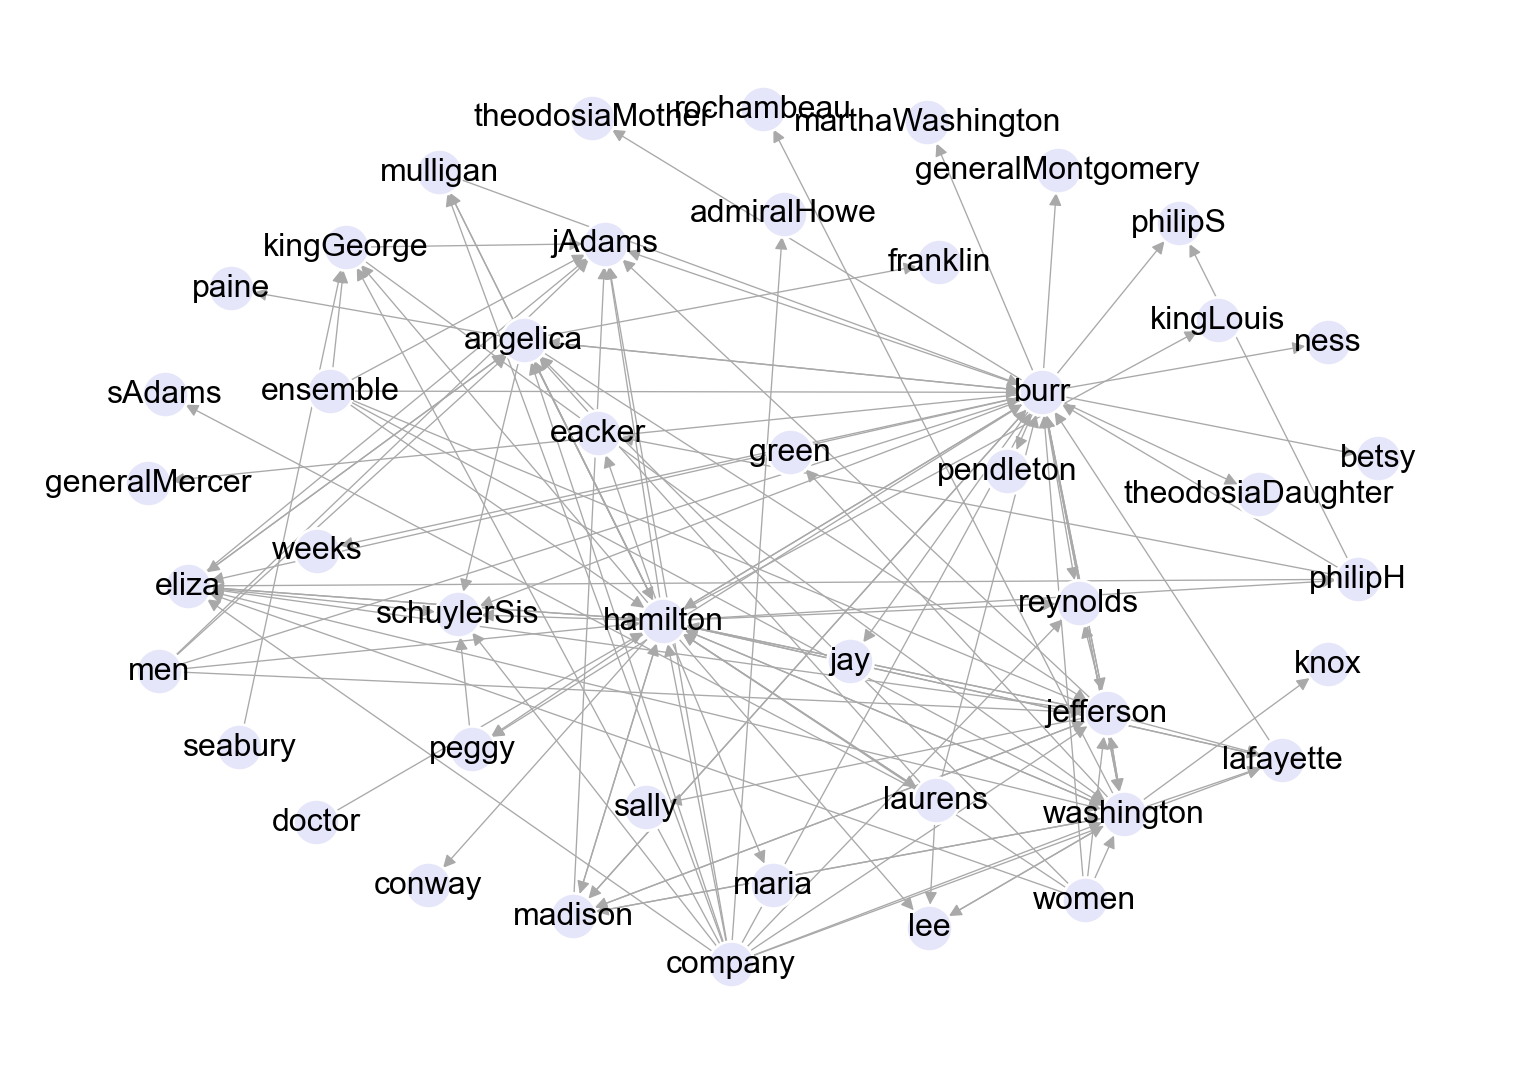 rochambeau
theodosiaMother
marthaWashington
mulligan
generalMontgomery
admiralHowe
philipS
kingGeorge
jAdams
franklin
paine
kingLouis
angelica
ness
ensemble
sAdams
burr
eacker
green
betsy
pendleton
generalMercer
theodosiaDaughter
weeks
philipH
eliza
reynolds
schuylerSis
hamilton
jay
knox
men
jefferson
seabury
peggy
lafayette
laurens
sally
washington
doctor
conway
maria
women
madison
lee
company